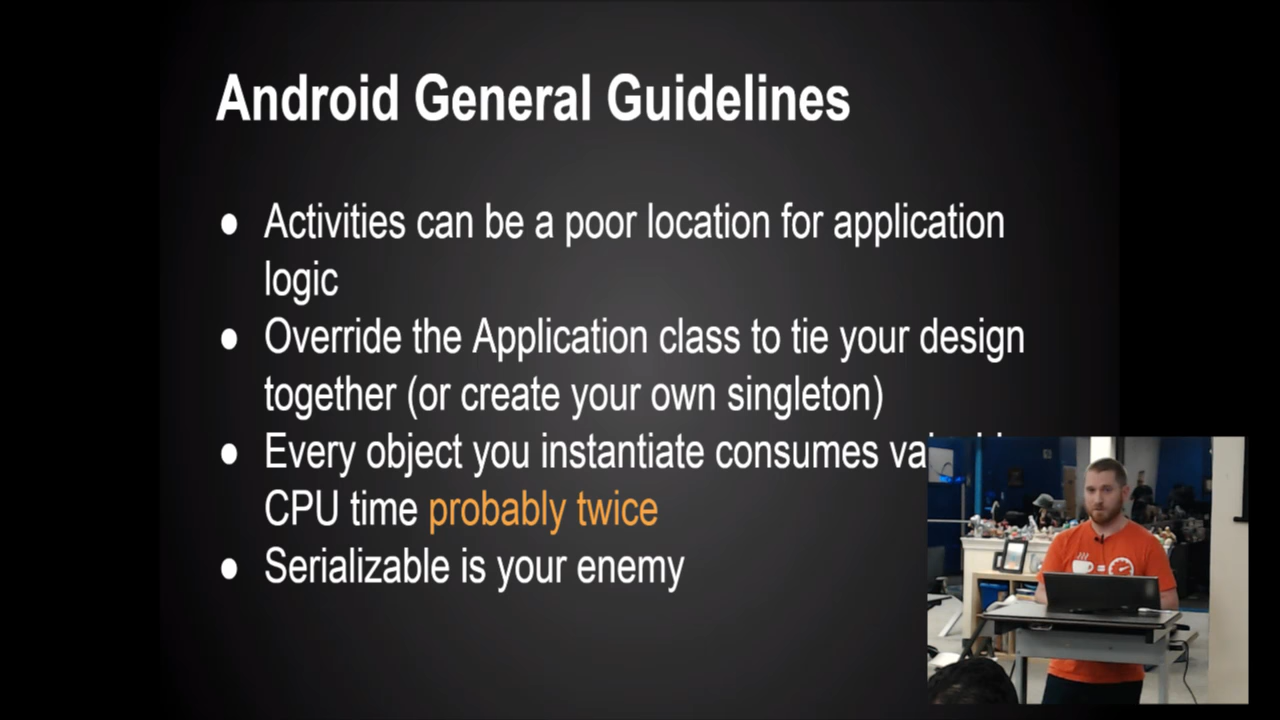 Android General Guidelines
● Activities can be a poor location for application
logic
● Override the Application class to tie your design
together (or create your own singleton)
● Every object you instantiate consumes
CPU time probably twice
● Serializable is your enemy